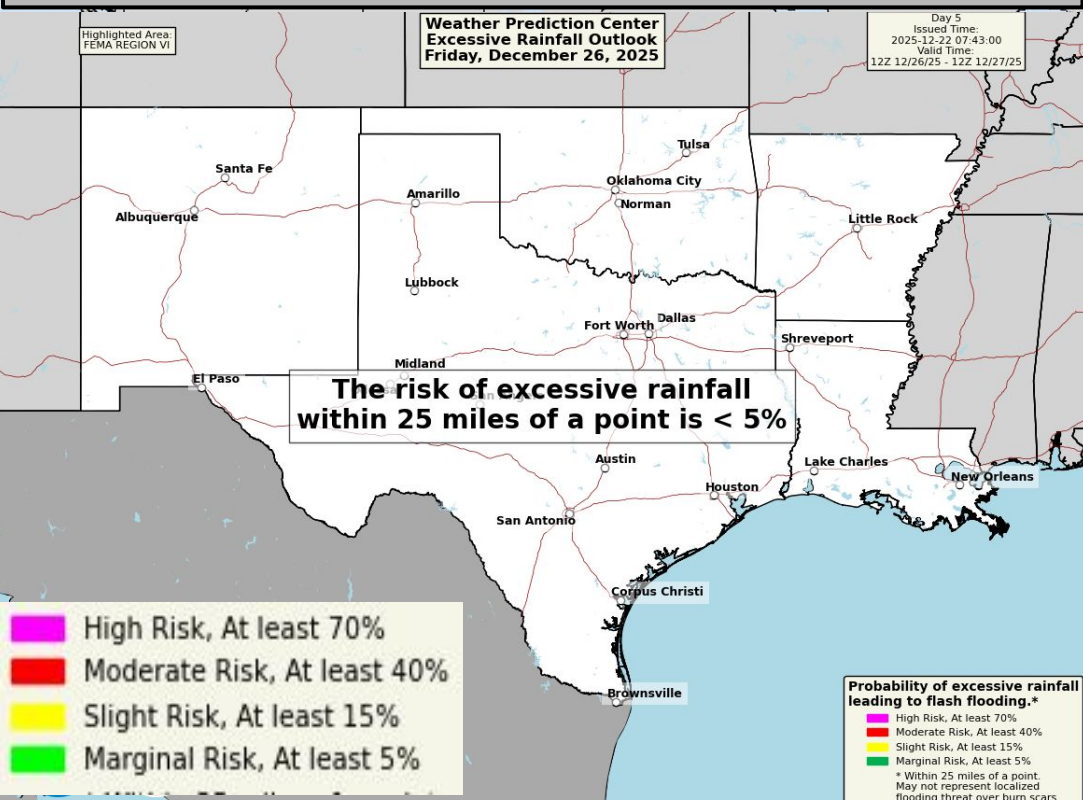 Highlighted Area:
FEMA REGION VI
Weather Prediction Center
Excessive Rainfall Outlook
Friday, December 26, 2025
Day 5
Issued Time:
2025-12-22 07:43:00
Valid Time:
12Z 12/26/25 - 12Z 12/27/25
Tulsa
Santa Fe
Oklahoma City
Amarillo
Norman
Albuquerque
Little Rock
Lubbock
Dallas
Fort Worth
Shreveport
Midland
El Paso
The risk of excessive rainfall
within 25 miles of a point is < 5%
Austin
Lake Charles
New Orleans
Houston
San Antonio
Corpus Christi
Brownsville
High Risk, At least 70%
Moderate Risk, At least 40%
Slight Risk, At least 15%
Marginal Risk, At least 5%
Probability of excessive rainfall
leading to flash flooding.*
High Risk, At least 70%
Moderate Risk, At least 40%
Slight Risk, At least 15%
Marginal Risk, At least 5%
* Within 25 miles of a point.
May not represent localized
flooding threat over burn scars